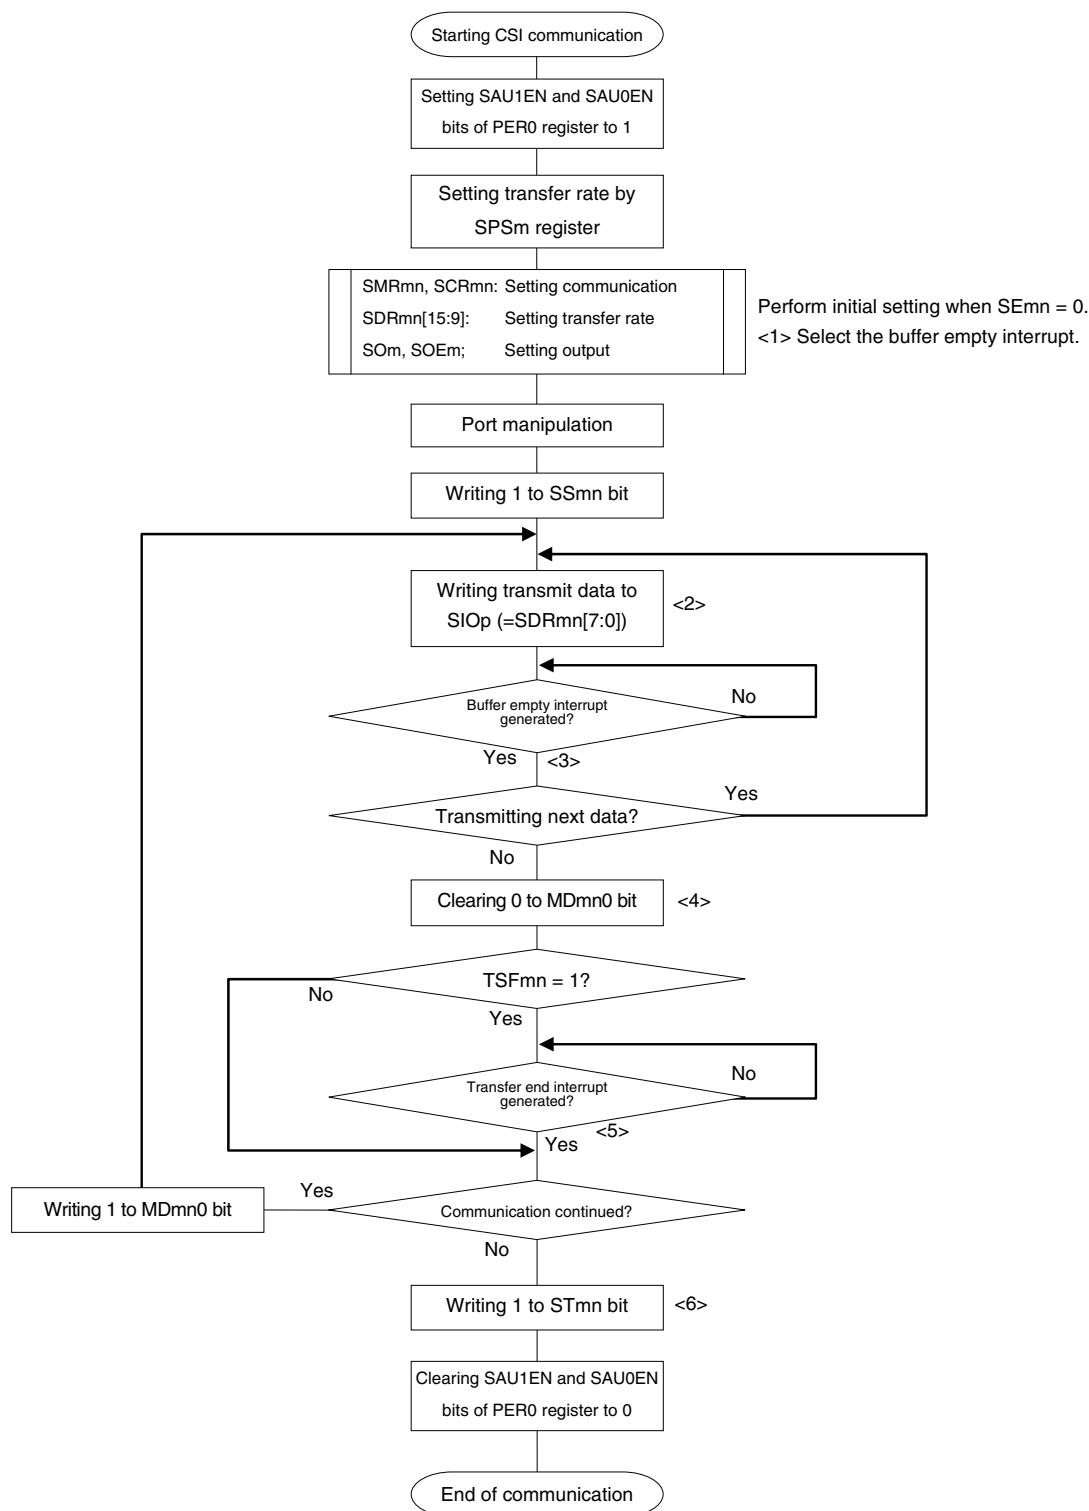 Starting CSI communication
Setting SAU1EN and SAU0EN
bits of PER0 register to 1
Setting transfer rate by
SPSm register
SMRmn, SCRmn: Setting communication
SDRmn[15:9]: Setting transfer rate
SOm, SOEm; Setting output
Perform initial setting when SEmn = 0.
<1> Select the buffer empty interrupt.
Port manipulation
Writing 1 to SSmn bit
Writing transmit data to
SIOp (=SDRmn[7:0])
<2>
Buffer empty interrupt
generated?
No
Yes
<3>
Transmitting next data?
Yes
No
Clearing 0 to MDmn0 bit
<4>
TSFmn = 1?
No
Yes
Transfer end interrupt
generated?
No
<5>
Yes
Writing 1 to MDmn0 bit
Yes
Communication continued?
No
Writing 1 to STmn bit
<6>
Clearing SAU1EN and SAU0EN
bits of PER0 register to 0
End of communication